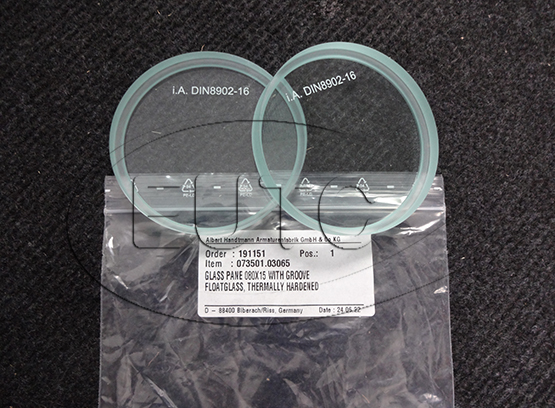 i.A. DIN8902-16
i.A. DIN8902-16
EUTC
Albert Handtmann Armaturenfabrik GmbH & Co KG
Order : 191151 Pos.: 1
Item : 073501.03065
GLASS PANE 080X15 WITH GROOVE
FLOATGLASS, THERMALLY HARDENED
D – 88400 Biberach/Riss, Germany Date : 24.05.22